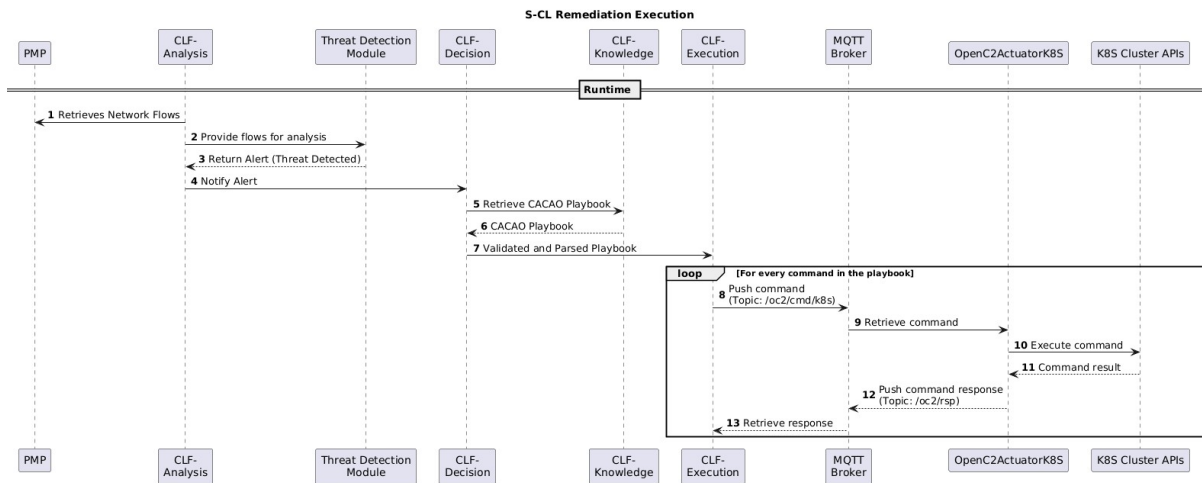 S-CL Remediation Execution
PMP
CLF-
Analysis
Threat Detection
Module
CLF-
Decision
CLF-
Knowledge
CLF-
Execution
MQTT
Broker
OpenC2ActuatorK8S
K8S Cluster APIs
Runtime
1 Retrieves Network Flows
2 Provide flows for analysis
3 Return Alert (Threat Detected)
4 Notify Alert
5 Retrieve CACAO Playbook
6 CACAO Playbook
7 Validated and Parsed Playbook
loop [For every command in the playbook]
8 Push command
(Topic: /oc2/cmd/k8s)
9 Retrieve command
10 Execute command
11 Command result
12 Push command response
(Topic: /oc2/rsp)
13 Retrieve response
PMP
CLF-
Analysis
Threat Detection
Module
CLF-
Decision
CLF-
Knowledge
CLF-
Execution
MQTT
Broker
OpenC2ActuatorK8S
K8S Cluster APIs